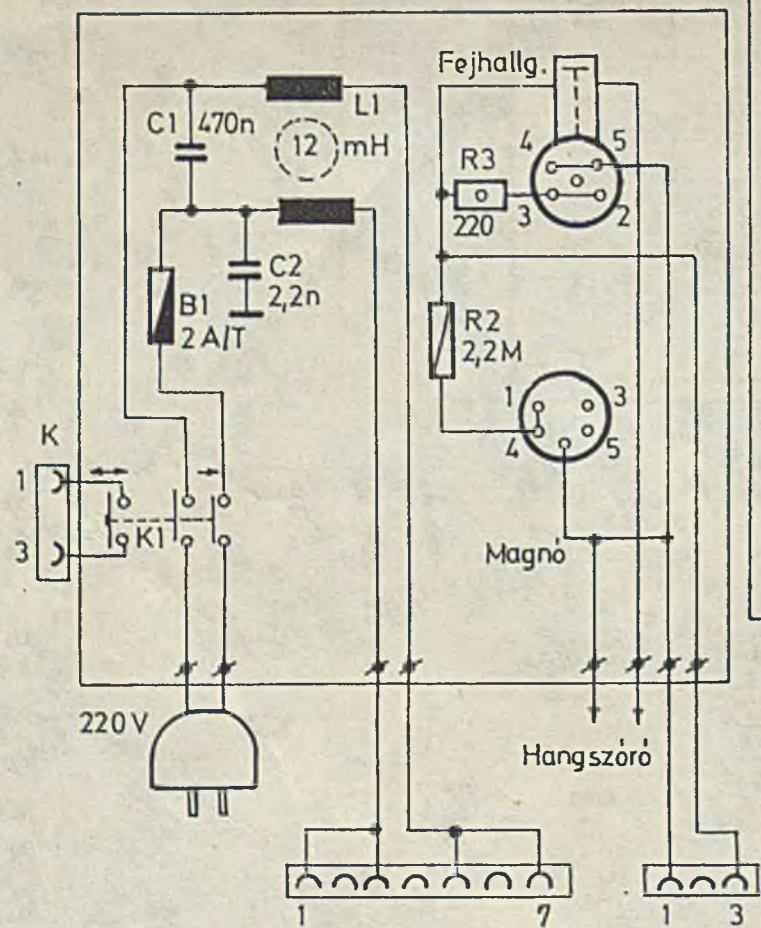 Fejhallg.
C1 470n
L1
12 mH
4 5
R3
3 2
220
C2
2,2n
B1
2 A/T
R2
2,2M
1 3
4 5
K
1
K1
3
Magnó
220 V
Hangszóró
1 7
1 3